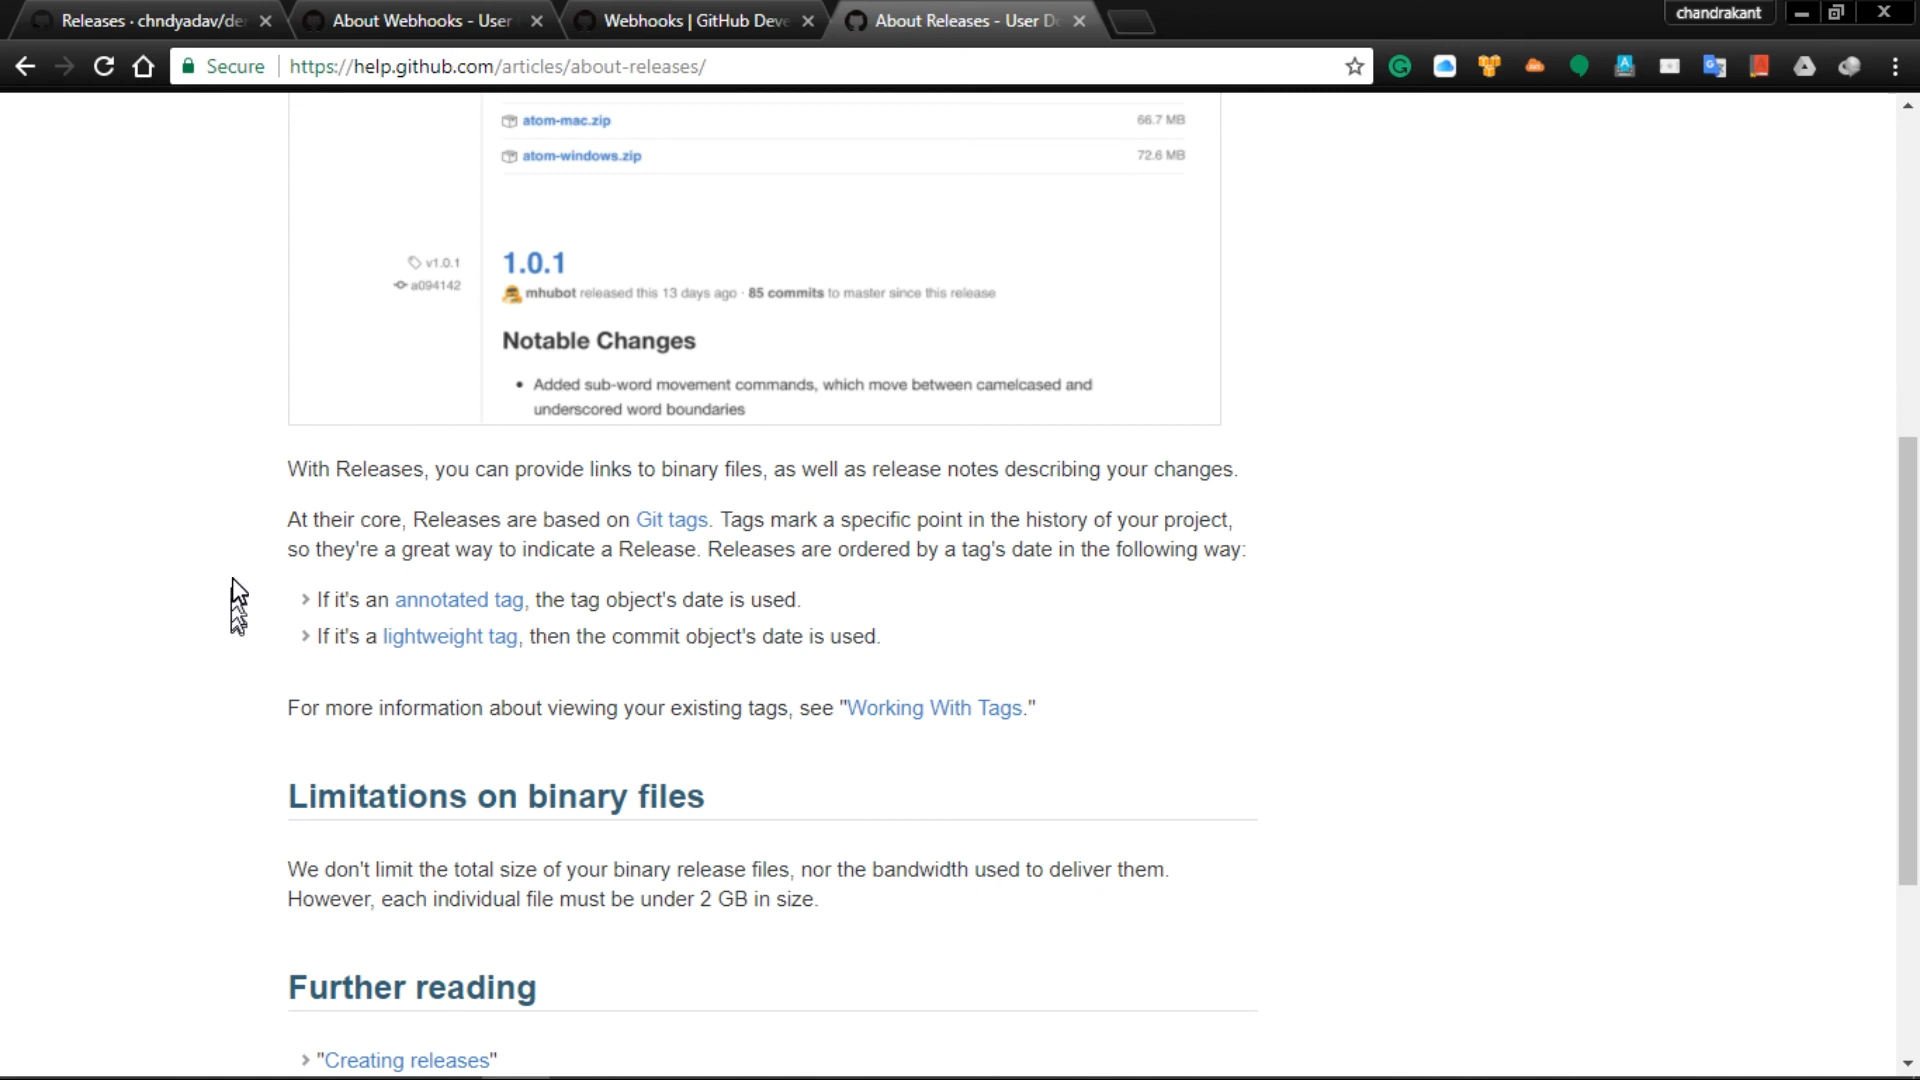 Releases · chndyadav/de
About Webhooks - User
Webhooks | GitHub Deve
About Releases - User D
chandrakant
Secure
https://help.github.com/articles/about-releases/
atom-mac.zip 66.7 MB
atom-windows.zip 72.6 MB
v1.0.1
a094142
1.0.1
mhubot released this 13 days ago · 85 commits to master since this release
Notable Changes
• Added sub-word movement commands, which move between camelcased and
underscored word boundaries
With Releases, you can provide links to binary files, as well as release notes describing your changes.
At their core, Releases are based on Git tags. Tags mark a specific point in the history of your project,
so they're a great way to indicate a Release. Releases are ordered by a tag's date in the following way:
If it's an annotated tag, the tag object's date is used.
If it's a lightweight tag, then the commit object's date is used.
For more information about viewing your existing tags, see "Working With Tags."
Limitations on binary files
We don't limit the total size of your binary release files, nor the bandwidth used to deliver them.
However, each individual file must be under 2 GB in size.
Further reading
"Creating releases"